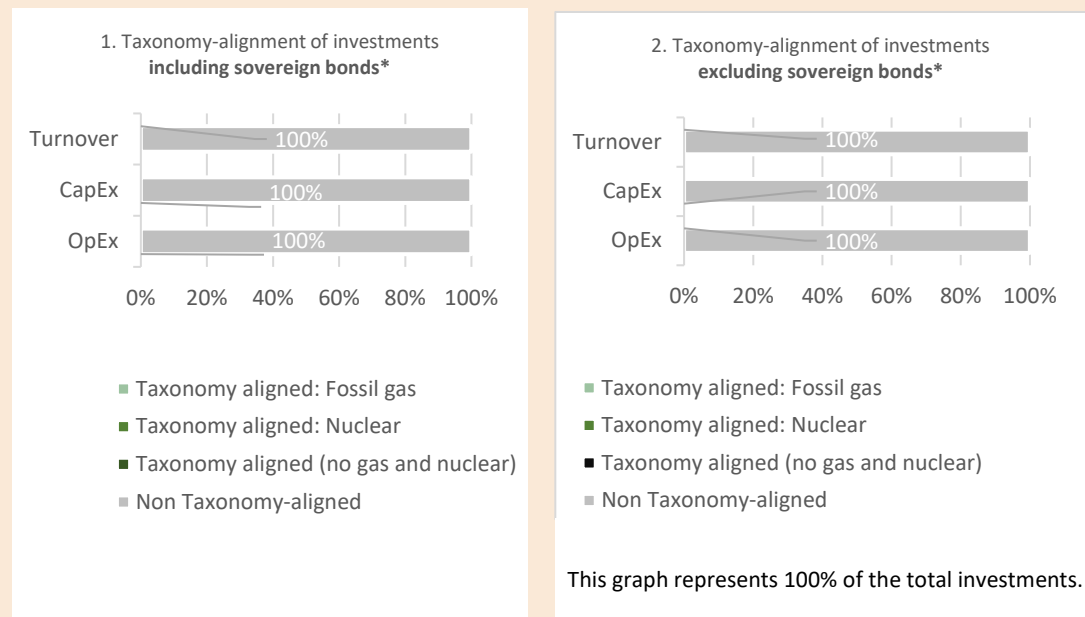 1. Taxonomy-alignment of investments
including sovereign bonds*
Turnover
100%
CapEx
100%
OpEx
100%
0% 20% 40% 60% 80% 100%
Taxonomy aligned: Fossil gas
Taxonomy aligned: Nuclear
Taxonomy aligned (no gas and nuclear)
Non Taxonomy-aligned
2. Taxonomy-alignment of investments
excluding sovereign bonds*
Turnover
100%
CapEx
100%
OpEx
100%
0% 20% 40% 60% 80% 100%
Taxonomy aligned: Fossil gas
Taxonomy aligned: Nuclear
Taxonomy aligned (no gas and nuclear)
Non Taxonomy-aligned
This graph represents 100% of the total investments.